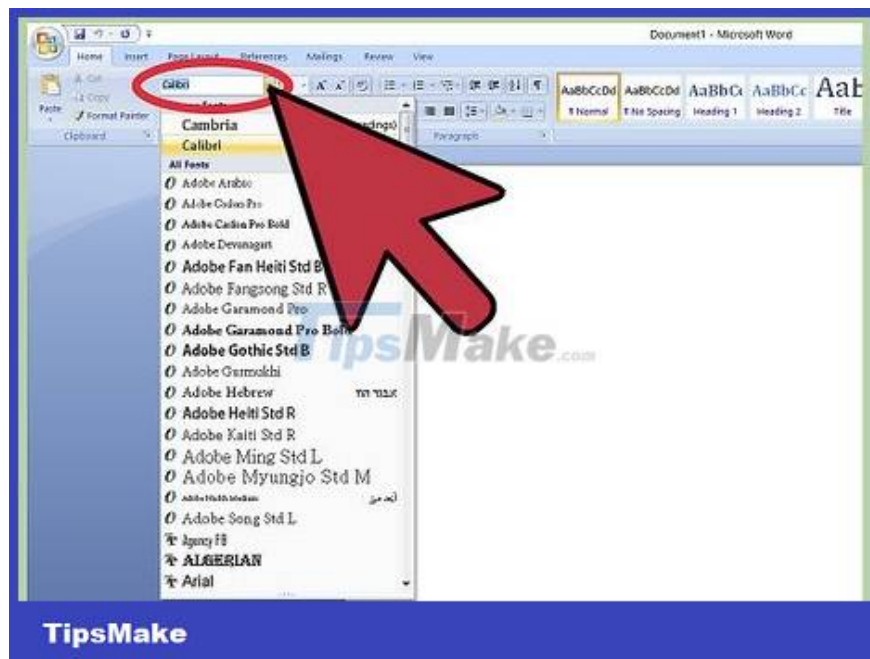 Document1 - Microsoft Word
Home Insert Page Layout References Mailings Review View
Cut
Copy
Paste
Format Painter
Clipboard
Calibri
Paragraph
AaBbCcDd AaBbCcDd AaBbCc AaBbCc AaB
¶ Normal ¶ No Spacing Heading 1 Heading 2 Title
Cambria
Calibri
All Fonts
Adobe Arabic
Adobe Caslon Pro
Adobe Caslon Pro Bold
Adobe Devanagari
Adobe Fan Heiti Std B
Adobe Fangsong Std R
Adobe Garamond Pro
Adobe Garamond Pro Bold
Adobe Gothic Std B
Adobe Gurmukhi
Adobe Hebrew אבגד הוז
Adobe Heiti Std R
Adobe Kaiti Std R
Adobe Ming Std L
Adobe Myungjo Std M
Adobe Song Std L
Agency FB
ALGERIAN
Arial
TipsMake.com
TipsMake